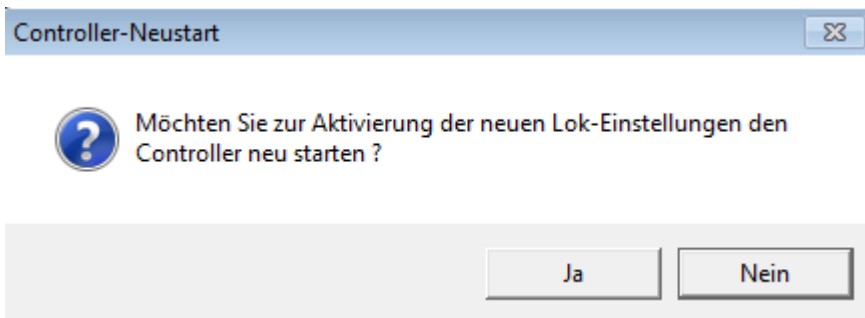 Controller-Neustart
Möchten Sie zur Aktivierung der neuen Lok-Einstellungen den
Controller neu starten ?
Ja
Nein